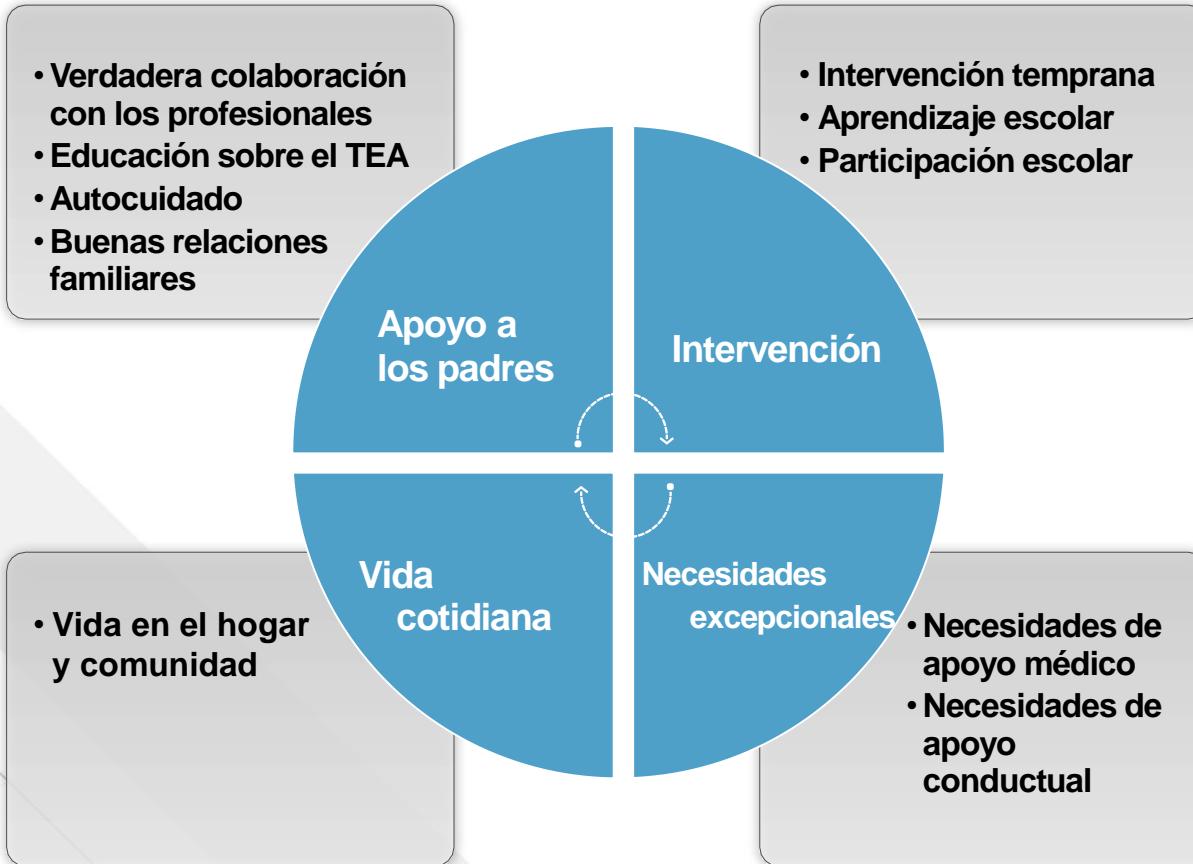 • Verdadera colaboración
con los profesionales
• Educación sobre el TEA
• Autocuidado
• Buenas relaciones
familiares
• Intervención temprana
• Aprendizaje escolar
• Participación escolar
Apoyo a
los padres
Intervención
Vida
cotidiana
Necesidades
excepcionales
• Vida en el hogar
y comunidad
• Necesidades de
apoyo médico
• Necesidades de
apoyo
conductual